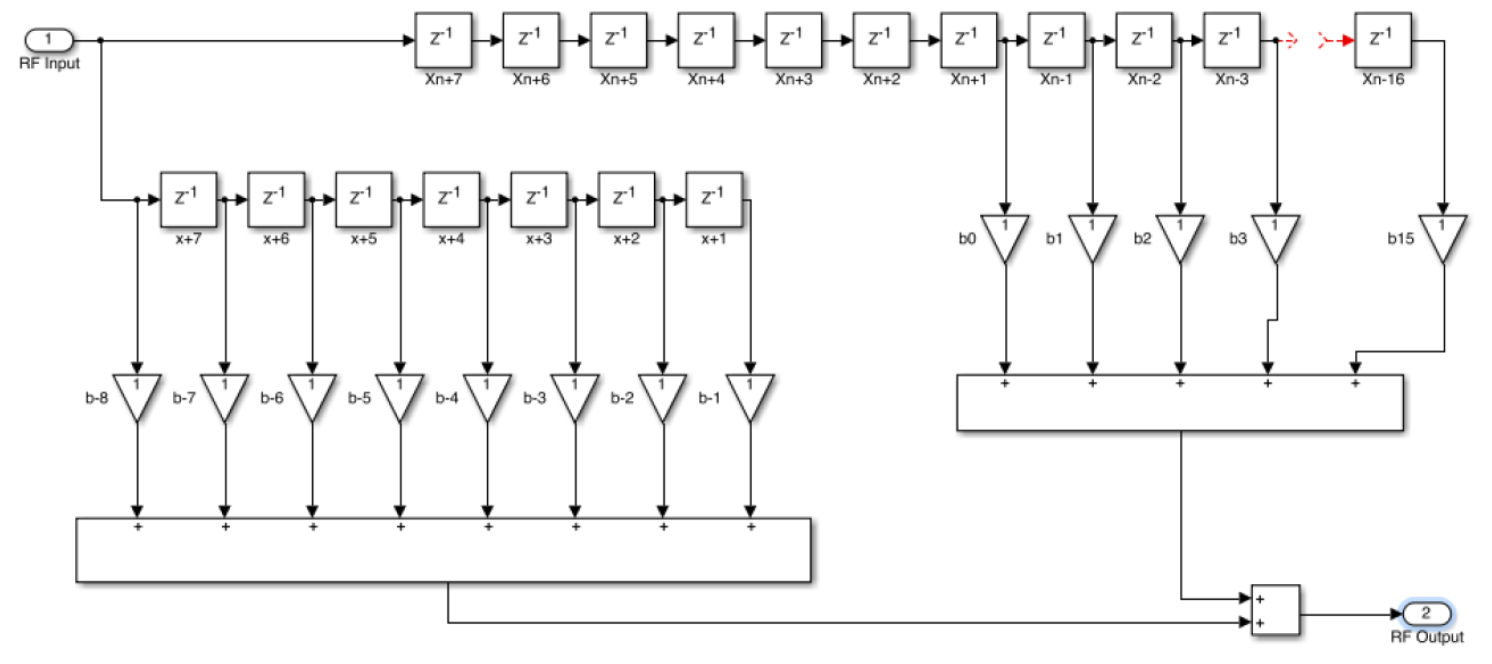 1
RF Input
Z-1 Z-1 Z-1 Z-1 Z-1 Z-1 Z-1 Z-1 Z-1 Z-1 Z-1
Xn+7 Xn+6 Xn+5 Xn+4 Xn+3 Xn+2 Xn+1 Xn-1 Xn-2 Xn-3 Xn-16
Z-1 Z-1 Z-1 Z-1 Z-1 Z-1 Z-1
x+7 x+6 x+5 x+4 x+3 x+2 x+1
1 1 1 1 1
b0 b1 b2 b3 b15
1 1 1 1 1 1 1 1
b-8 b-7 b-6 b-5 b-4 b-3 b-2 b-1
+ + + + +
+ + + + + + + +
+
+
2
RF Output